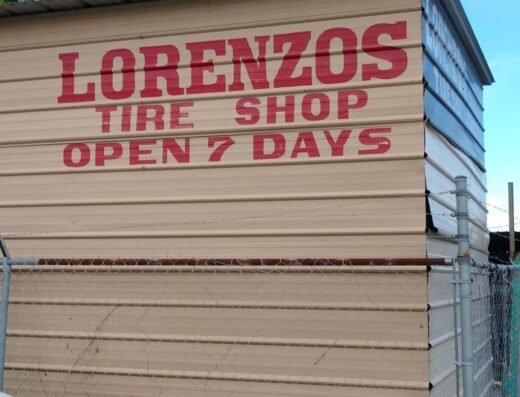 LORENZOS
TIRE SHOP
OPEN 7 DAYS